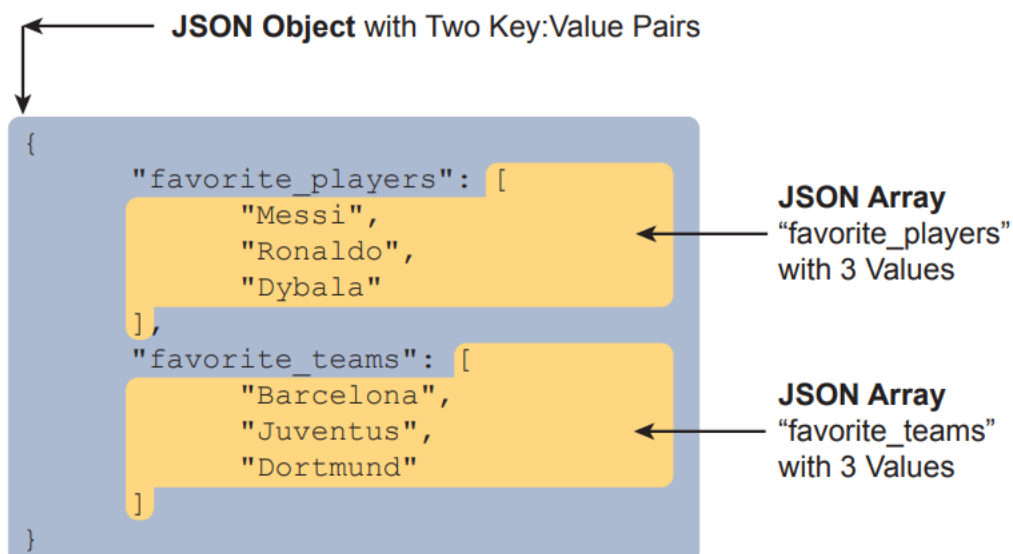 JSON Object with Two Key:Value Pairs
{
"favorite_players": [
"Messi",
"Ronaldo",
"Dybala"
],
"favorite_teams": [
"Barcelona",
"Juventus",
"Dortmund"
]
}
JSON Array
“favorite_players”
with 3 Values
JSON Array
“favorite_teams”
with 3 Values